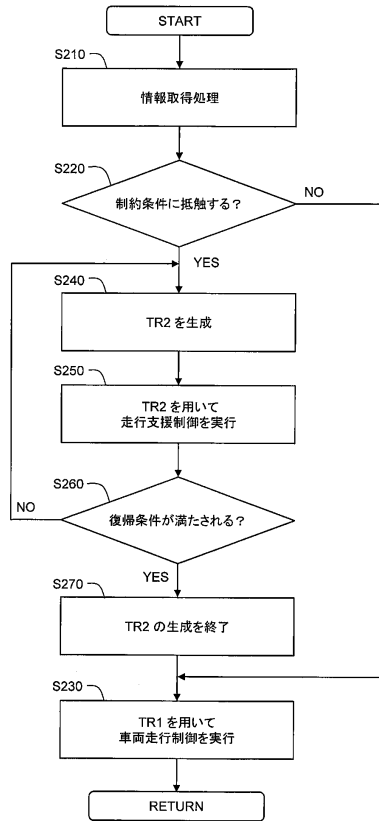 START
S210
情報取得処理
S220
制約条件に抵触する?
NO
YES
S240
TR2 を生成
S250
TR2 を用いて
走行支援制御を実行
S260
復帰条件が満たされる?
NO
YES
S270
TR2 の生成を終了
S230
TR1 を用いて
車両走行制御を実行
RETURN